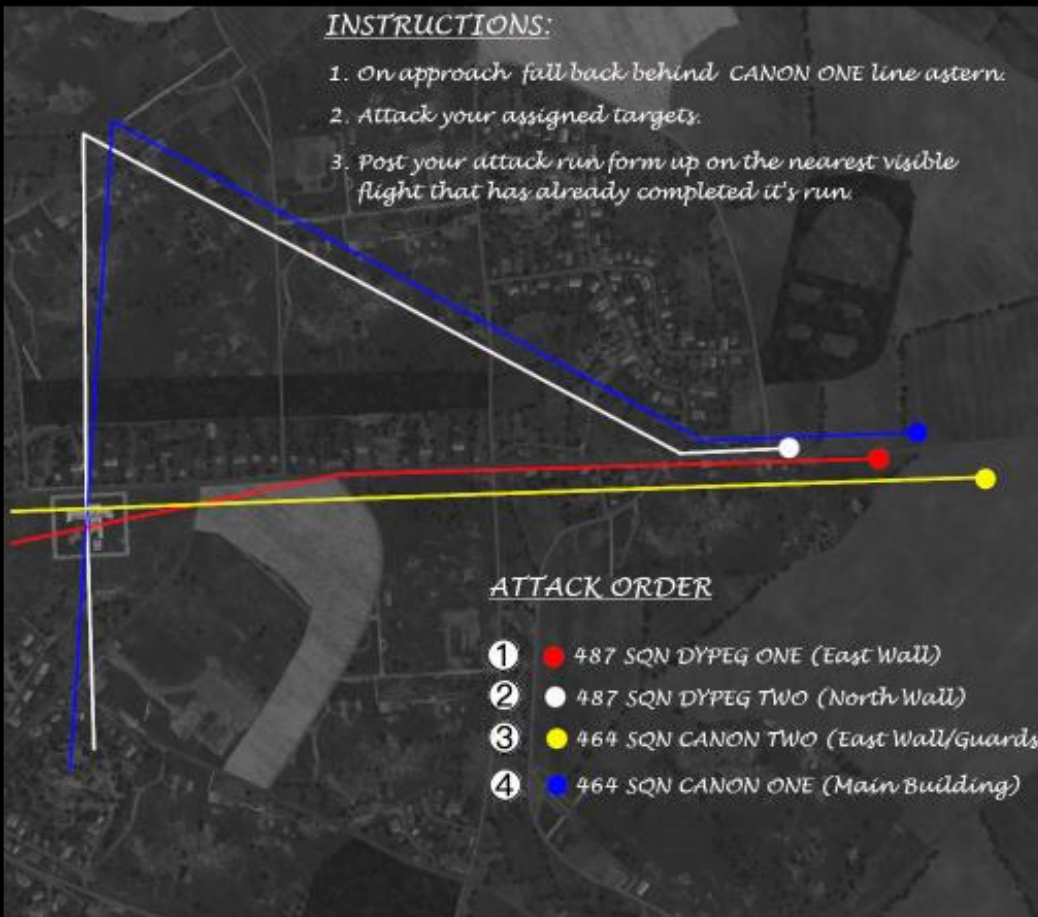 INSTRUCTIONS:
1. On approach fall back behind CANON ONE line astern.
2. Attack your assigned targets.
3. Post your attack run form up on the nearest visible
flight that has already completed it's run.
ATTACK ORDER
1 487 SQN DYPEG ONE (East Wall)
2 487 SQN DYPEG TWO (North Wall)
3 464 SQN CANON TWO (East Wall/Guards
4 464 SQN CANON ONE (Main Building)